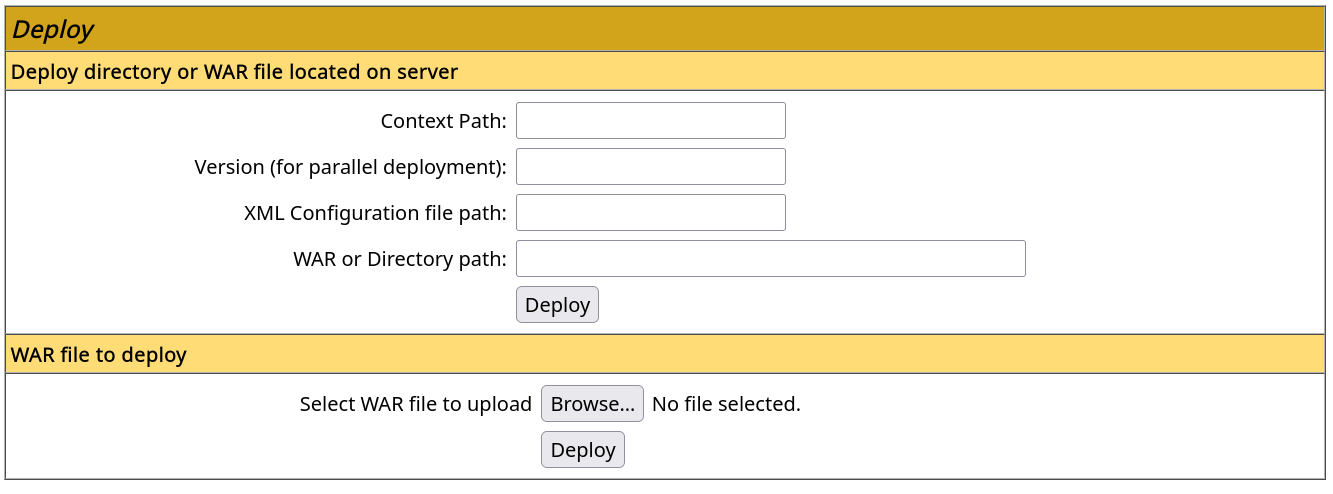 Deploy
Deploy directory or WAR file located on server
Context Path:
Version (for parallel deployment):
XML Configuration file path:
WAR or Directory path:
Deploy
WAR file to deploy
Select WAR file to upload Browse... No file selected.
Deploy